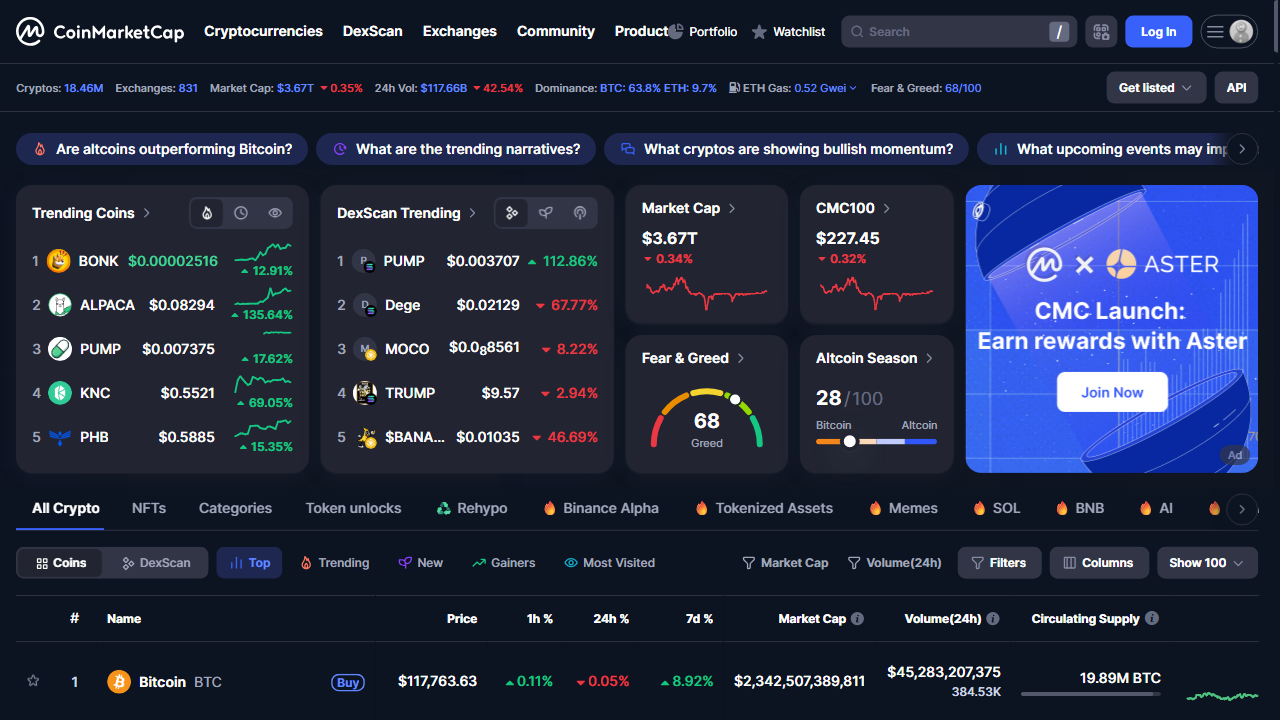 CoinMarketCap Cryptocurrencies DexScan Exchanges Community Product Portfolio Watchlist Search / Log In
Cryptos: 18.46M Exchanges: 831 Market Cap: $3.67T 0.35% 24h Vol: $117.66B 42.54% Dominance: BTC: 63.8% ETH: 9.7% ETH Gas: 0.52 Gwei Fear & Greed: 68/100 Get listed API
Are altcoins outperforming Bitcoin? What are the trending narratives? What cryptos are showing bullish momentum? What upcoming events may
Trending Coins
1 BONK $0.00002516 12.91%
2 ALPACA $0.08294 135.64%
3 PUMP $0.007375 17.62%
4 KNC $0.5521 69.05%
5 PHB $0.5885 15.35%
DexScan Trending
1 P PUMP $0.003707 112.86%
2 D Dege $0.02129 67.77%
3 M MOCO $0.0₈8561 8.22%
4 TRUMP $9.57 2.94%
5 $BANA... $0.01035 46.69%
Market Cap
$3.67T
0.34%
CMC100
$227.45
0.32%
Fear & Greed
68
Greed
Altcoin Season
28/100
Bitcoin Altcoin
ASTER
CMC Launch:
Earn rewards with Aster
Join Now
Ad
All Crypto NFTs Categories Token unlocks Rehypo Binance Alpha Tokenized Assets Memes SOL BNB AI
Coins DexScan Top Trending New Gainers Most Visited Market Cap Volume(24h) Filters Columns Show 100
# Name Price 1h % 24h % 7d % Market Cap Volume(24h) Circulating Supply
1 Bitcoin BTC Buy $117,763.63 0.11% 0.05% 8.92% $2,342,507,389,811 $45,283,207,375 19.89M BTC
384.53K